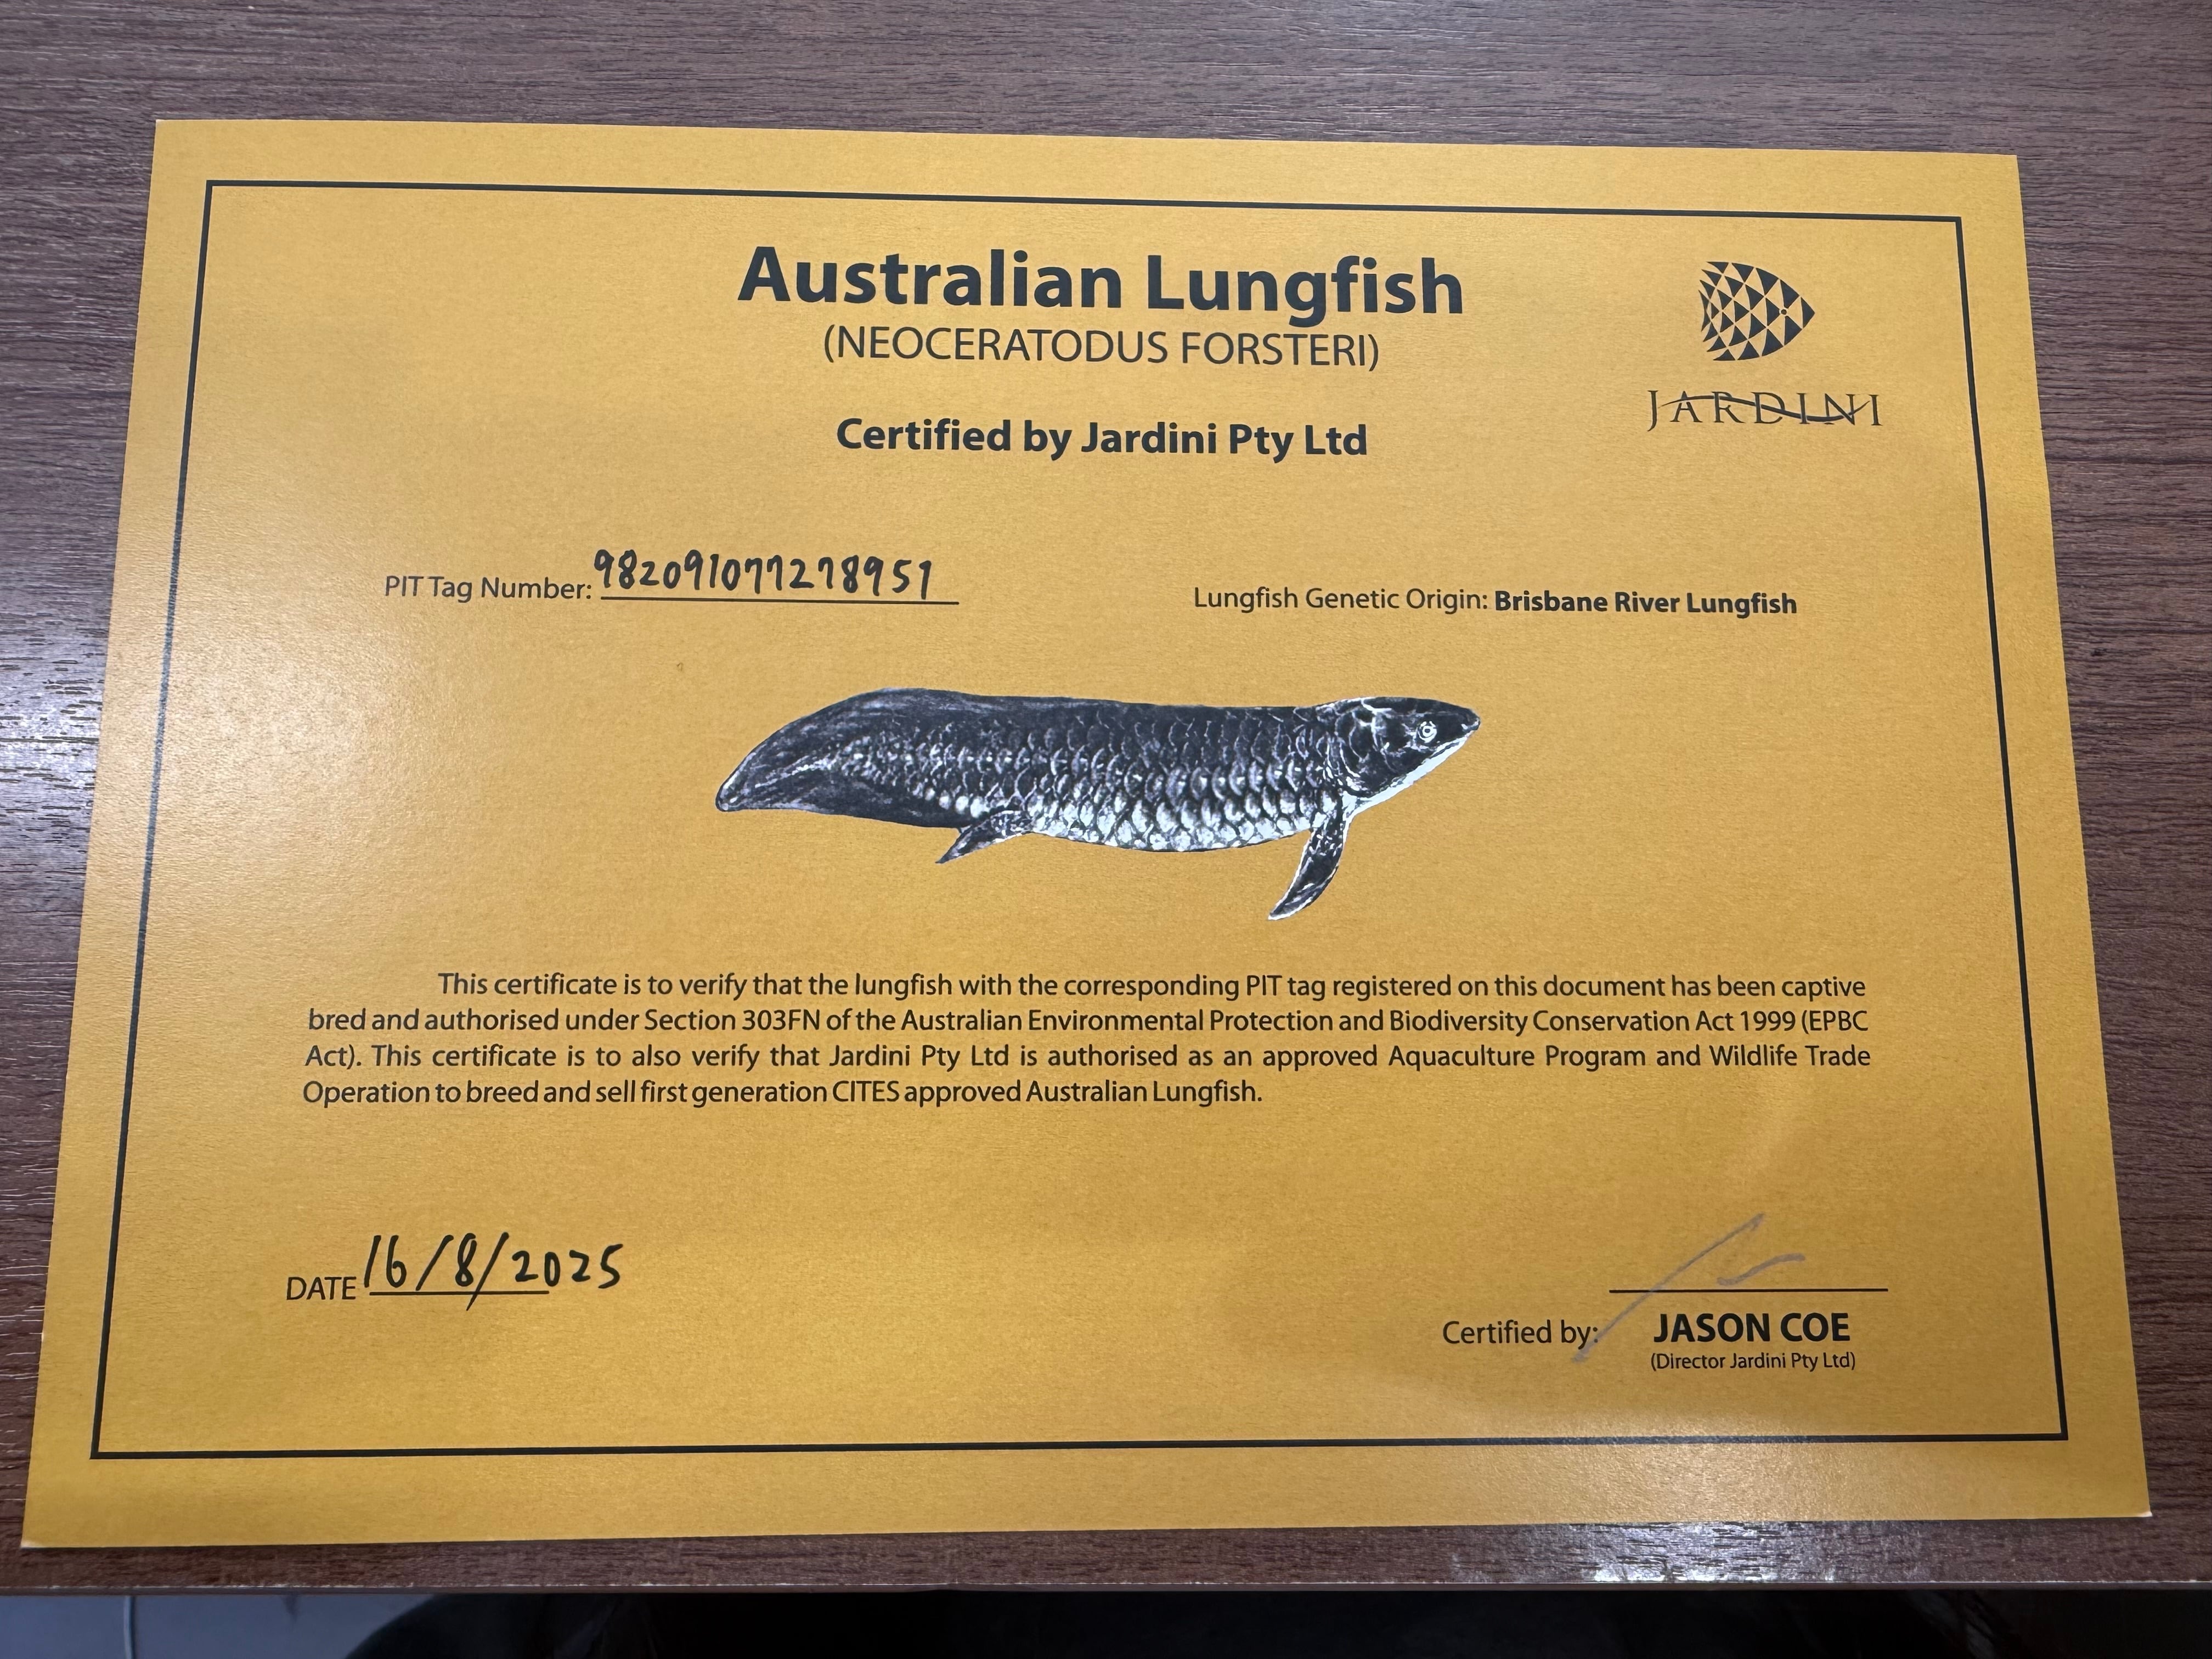 Australian Lungfish
(NEOCERATODUS FORSTERI)
JARDINI
Certified by Jardini Pty Ltd
PIT Tag Number: 982091077278951
Lungfish Genetic Origin: Brisbane River Lungfish
This certificate is to verify that the lungfish with the corresponding PIT tag registered on this document has been captive
bred and authorised under Section 303FN of the Australian Environmental Protection and Biodiversity Conservation Act 1999 (EPBC
Act). This certificate is to also verify that Jardini Pty Ltd is authorised as an approved Aquaculture Program and Wildlife Trade
Operation to breed and sell first generation CITES approved Australian Lungfish.
DATE 16/8/2025
Certified by: JASON COE
(Director Jardini Pty Ltd)